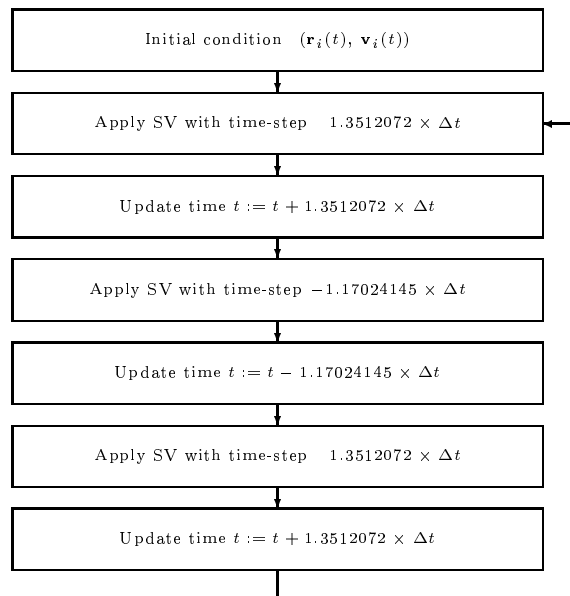 Initial condition (𝐫ᵢ(t), 𝐯ᵢ(t))
Apply SV with time-step 1.3512072 × Δt
Update time t := t + 1.3512072 × Δt
Apply SV with time-step −1.17024145 × Δt
Update time t := t − 1.17024145 × Δt
Apply SV with time-step 1.3512072 × Δt
Update time t := t + 1.3512072 × Δt